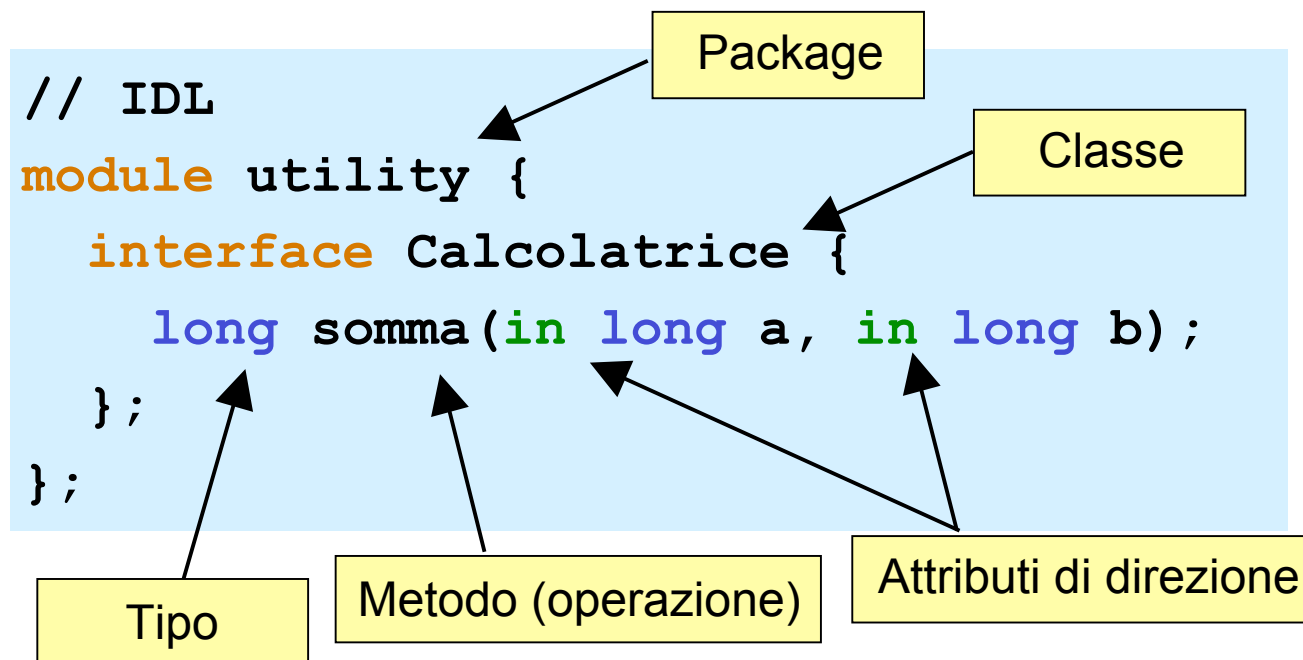 Package
// IDL
module utility {
Classe
interface Calcolatrice {
long somma(in long a, in long b);
};
};
Tipo
Metodo (operazione)
Attributi di direzione